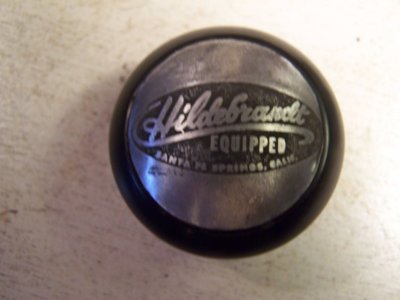 Hildebrandt
EQUIPPED
SANTA FE SPRINGS, CALIF.